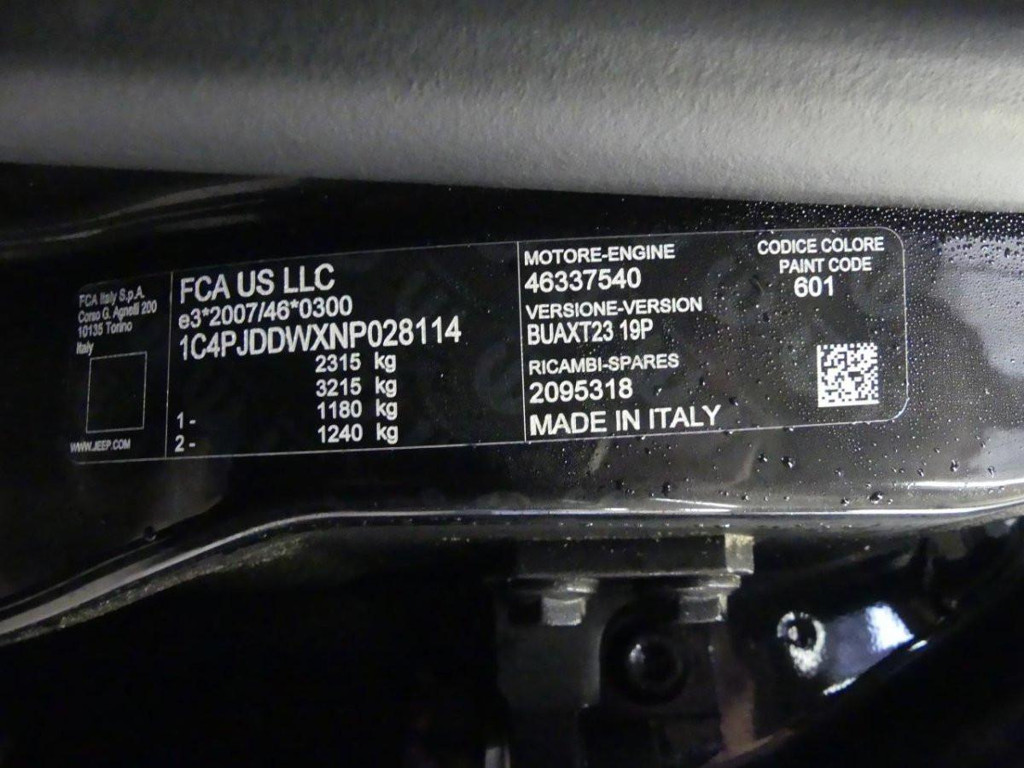 FCA Italy S.p.A.
Corso G. Agnelli 200
10135 Torino
Italy
WWW.JEEP.COM
FCA US LLC
e3*2007/46*0300
1C4PJDDWXNP028114
2315 kg
3215 kg
1 - 1180 kg
2 - 1240 kg
MOTORE-ENGINE
46337540
VERSIONE-VERSION
BUAXT23 19P
RICAMBI-SPARES
2095318
MADE IN ITALY
CODICE COLORE
PAINT CODE
601